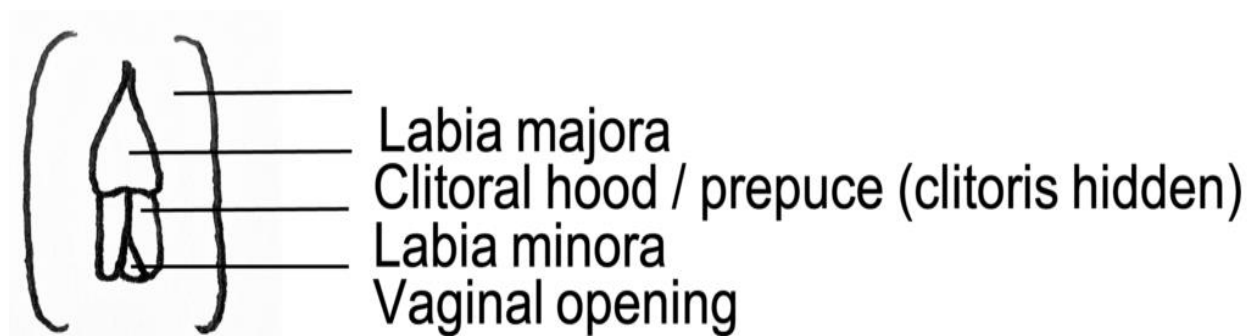 Labia majora
Clitoral hood / prepuce (clitoris hidden)
Labia minora
Vaginal opening